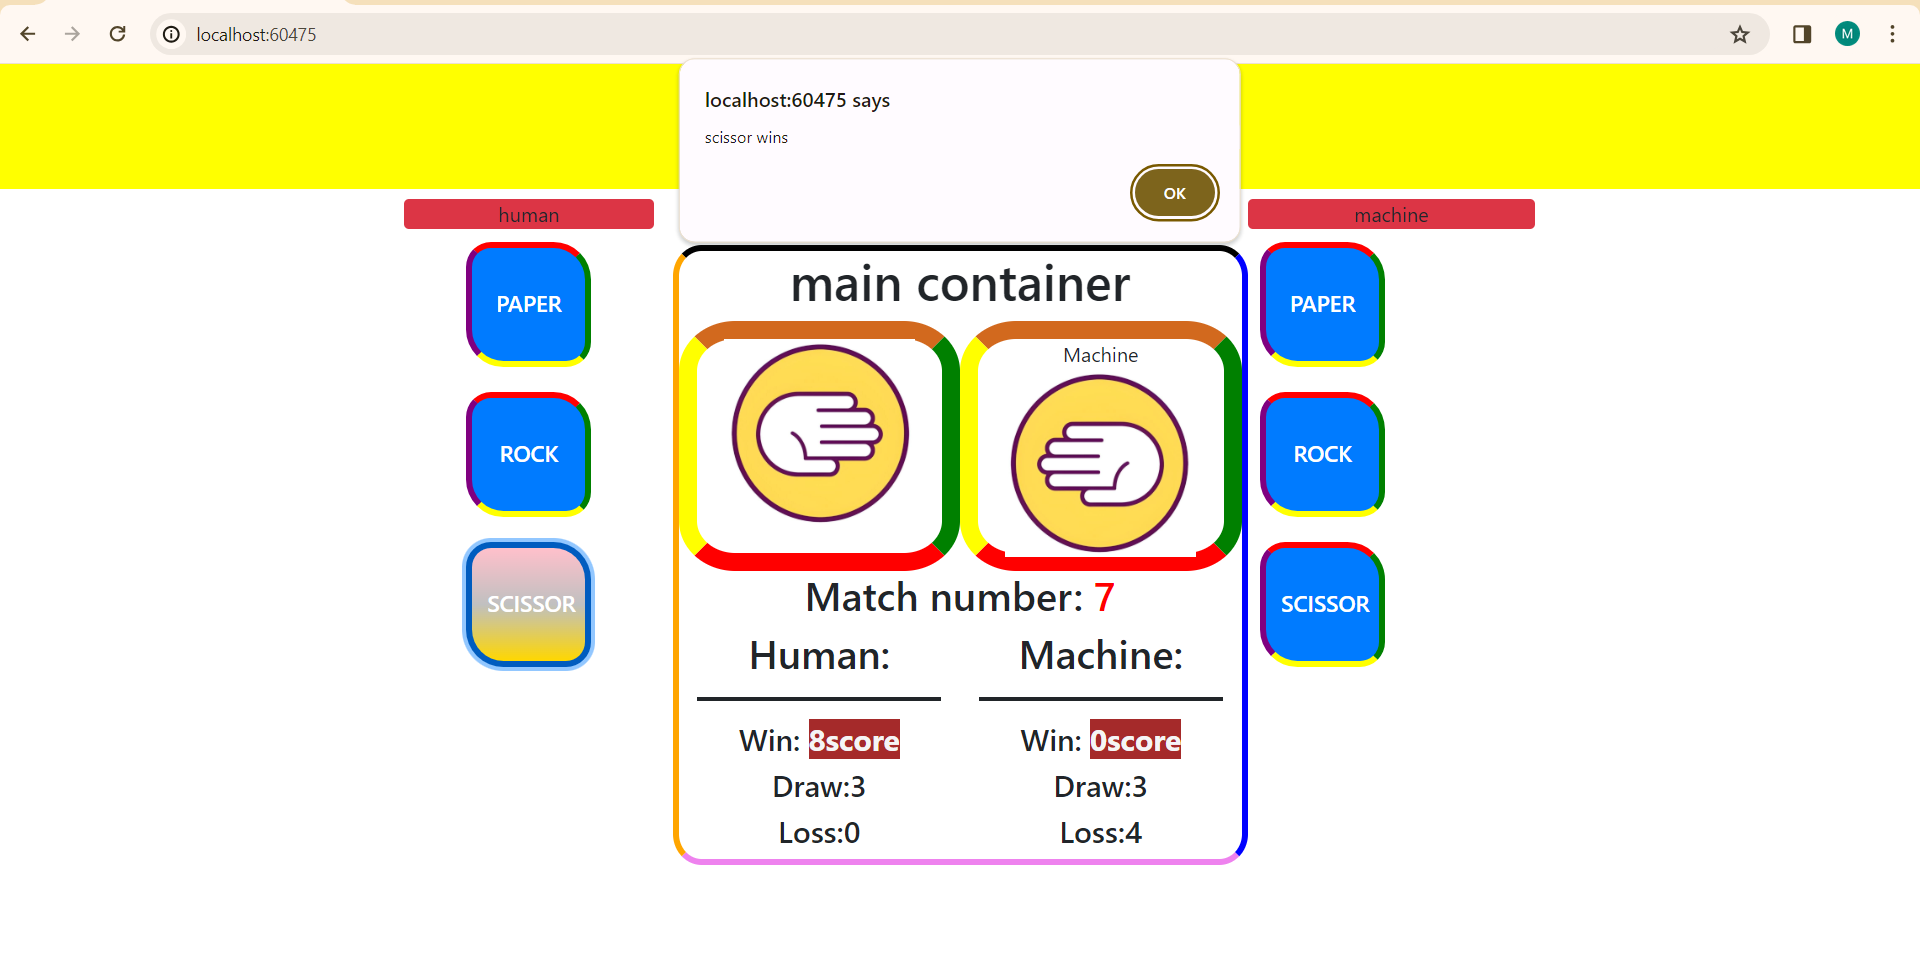 localhost:60475
M
localhost:60475 says
scissor wins
OK
human
machine
PAPER
ROCK
SCISSOR
main container
Machine
Match number: 7
Human:
Win: 8score
Draw:3
Loss:0
Machine:
Win: 0score
Draw:3
Loss:4
PAPER
ROCK
SCISSOR